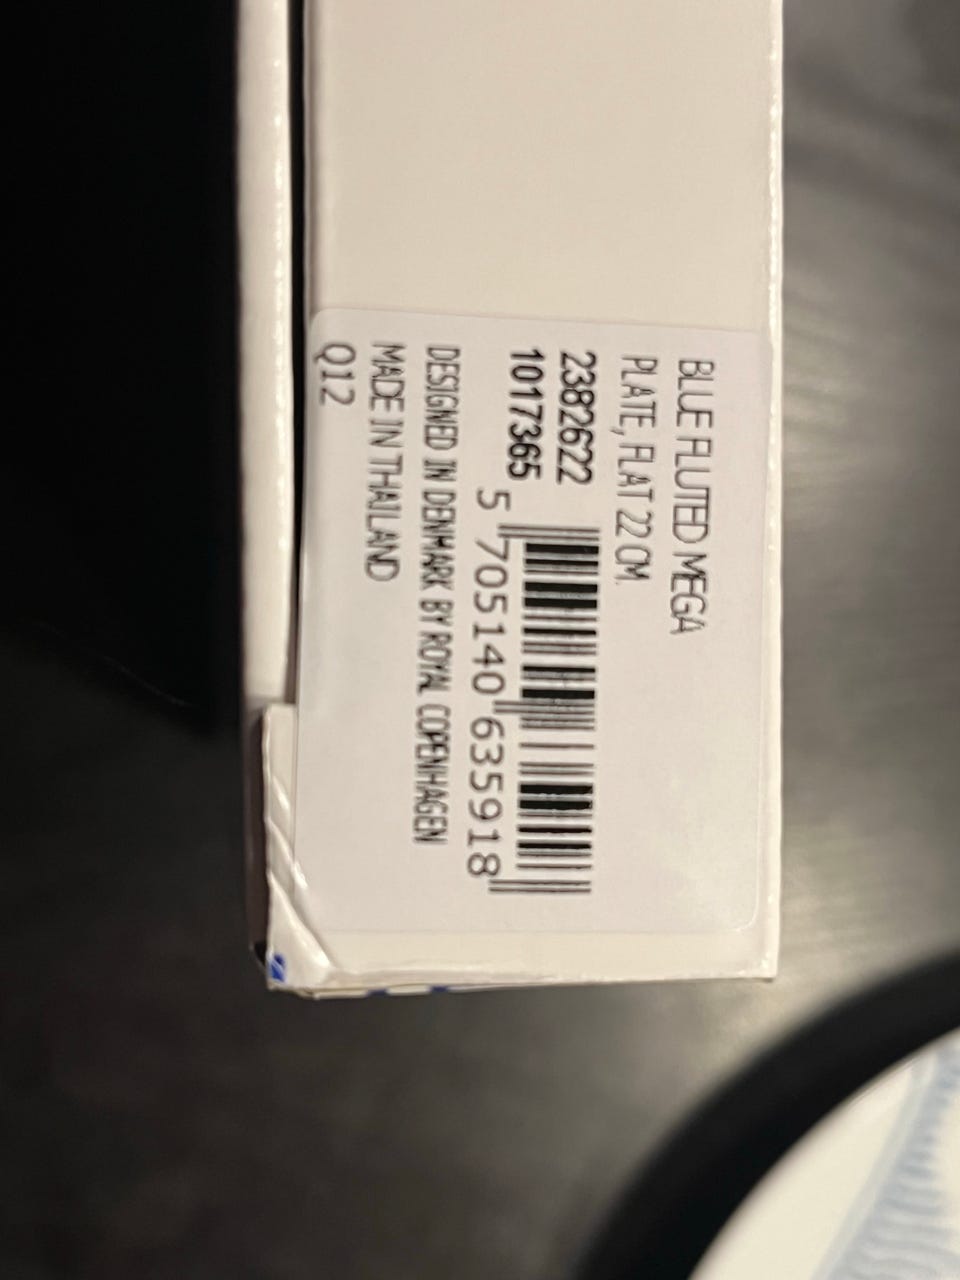 BLUE FLUTED MEGA
PLATE, FLAT 22 CM.
2382622
1017365
5 705140 635918
DESIGNED IN DENMARK BY ROYAL COPENHAGEN
MADE IN THAILAND
Q12